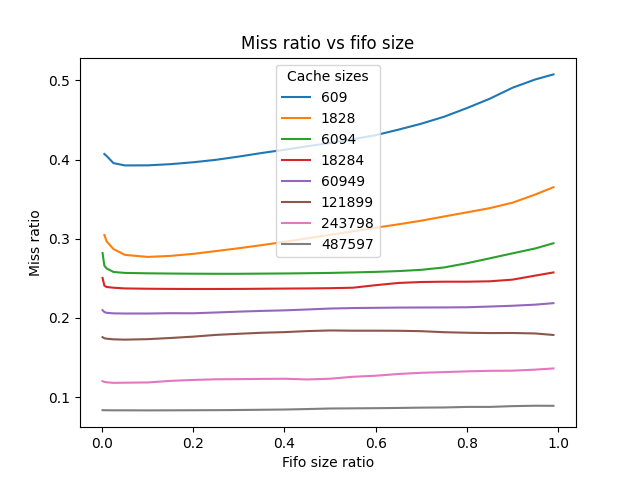 Miss ratio vs fifo size
Cache sizes
609
1828
6094
18284
60949
121899
243798
487597
0.5
0.4
0.3
0.2
0.1
Miss ratio
0.0 0.2 0.4 0.6 0.8 1.0
Fifo size ratio